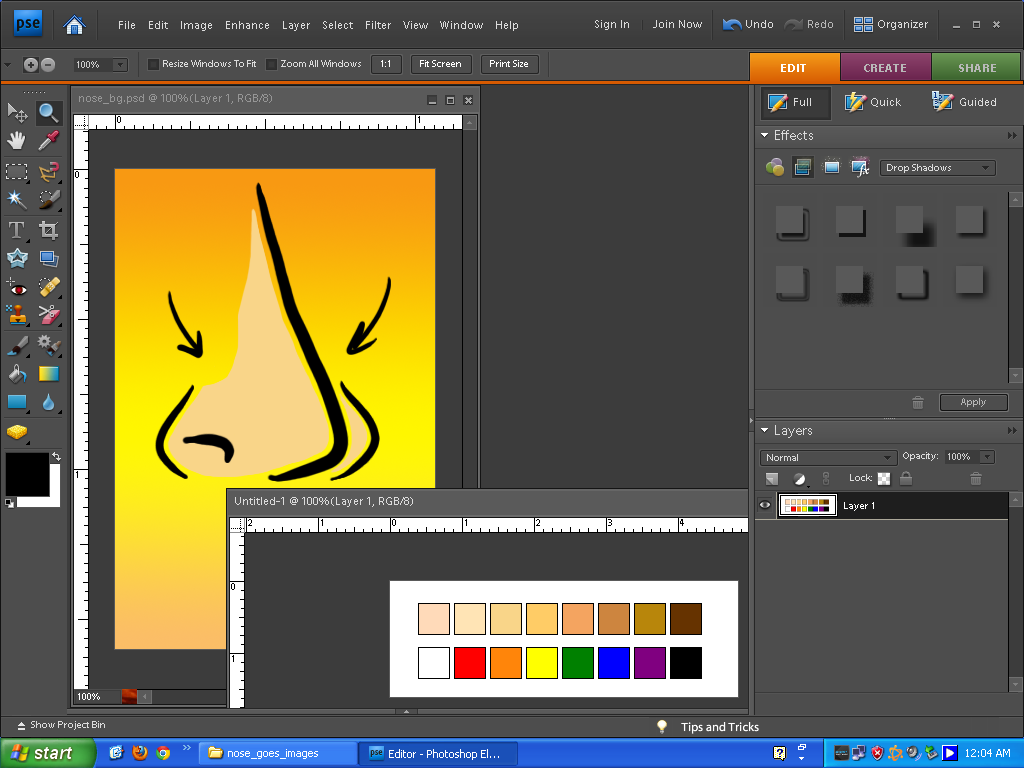 pse File Edit Image Enhance Layer Select Filter View Window Help Sign In Join Now Undo Redo Organizer
100% Resize Windows To Fit Zoom All Windows 1:1 Fit Screen Print Size EDIT CREATE SHARE
nose_bg.psd @ 100%(Layer 1, RGB/8)
0 1
0
1
100%
Full Quick Guided
Effects
Drop Shadows
Apply
Layers
Normal Opacity: 100%
Lock:
Layer 1
Untitled-1 @ 100%(Layer 1, RGB/8)
2 1 0 1 2 3 4
0
1
Show Project Bin Tips and Tricks
start nose_goes_images pse Editor - Photoshop El... 12:04 AM